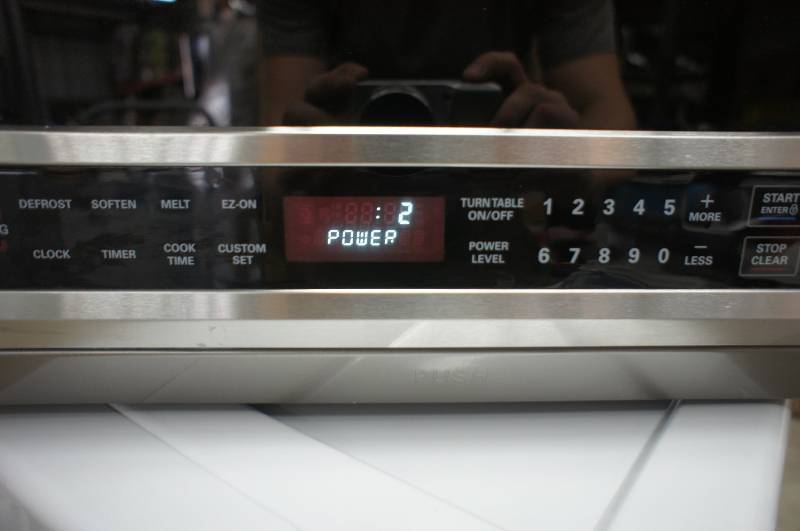 DEFROST SOFTEN MELT EZ-ON
CLOCK TIMER COOK TIME CUSTOM SET
:2
POWER
TURNTABLE ON/OFF 1 2 3 4 5 + MORE
POWER LEVEL 6 7 8 9 0 − LESS
START
ENTER
STOP
CLEAR
PUSH